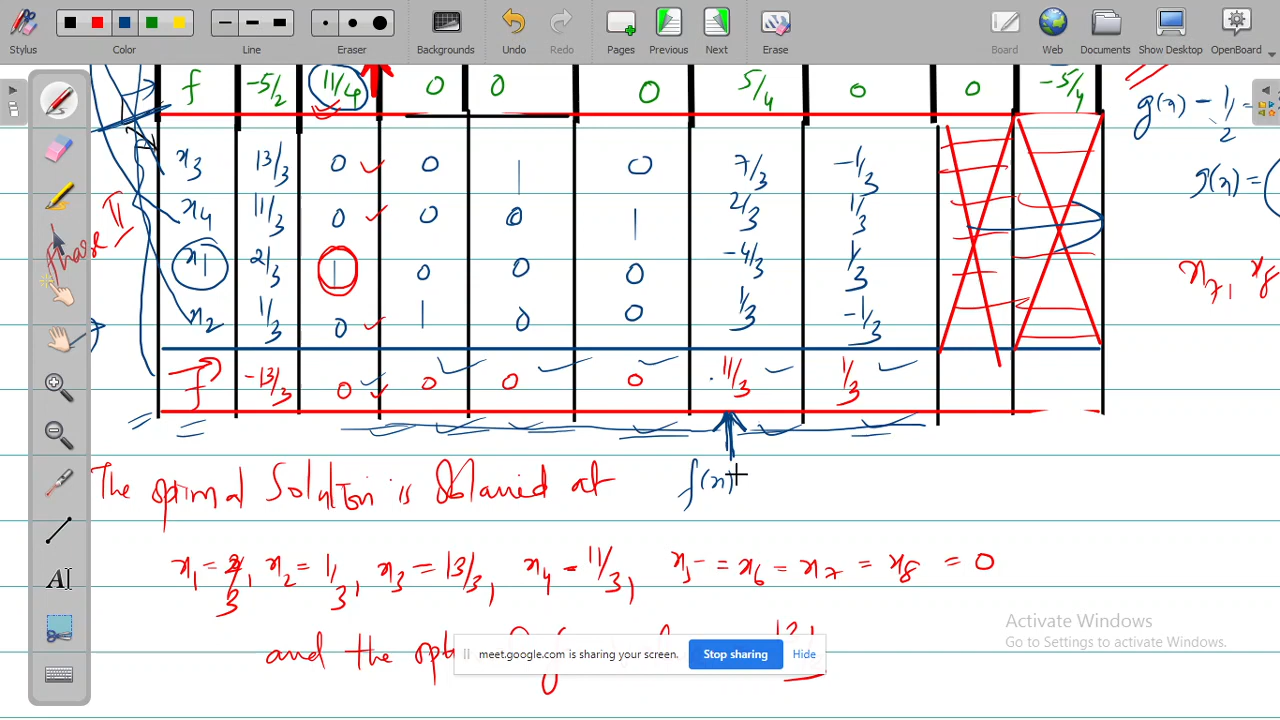 Stylus Color Line Eraser Backgrounds Undo Redo Pages Previous Next Erase Board Web Documents Show Desktop OpenBoard
f -5/2 11/4 0 0 0 5/4 0 0 -5/4
g(x) - 1/2 =
x3 13/3 0 0 1 0 7/3 -1/3
g(x) = (
x4 11/3 0 0 0 1 2/3 1/3
Phase II
x1 2/3 1 0 0 0 -4/3 1/3
x7, x8
x2 1/3 0 1 0 0 1/3 -1/3
f -13/3 0 0 0 0 11/3 1/3
The optimal Solution is obtained at f(x)
x1 = 2/3, x2 = 1/3, x3 = 13/3, x4 = 11/3, x5 = x6 = x7 = x8 = 0
and the
meet.google.com is sharing your screen. Stop sharing Hide
Activate Windows
Go to Settings to activate Windows.